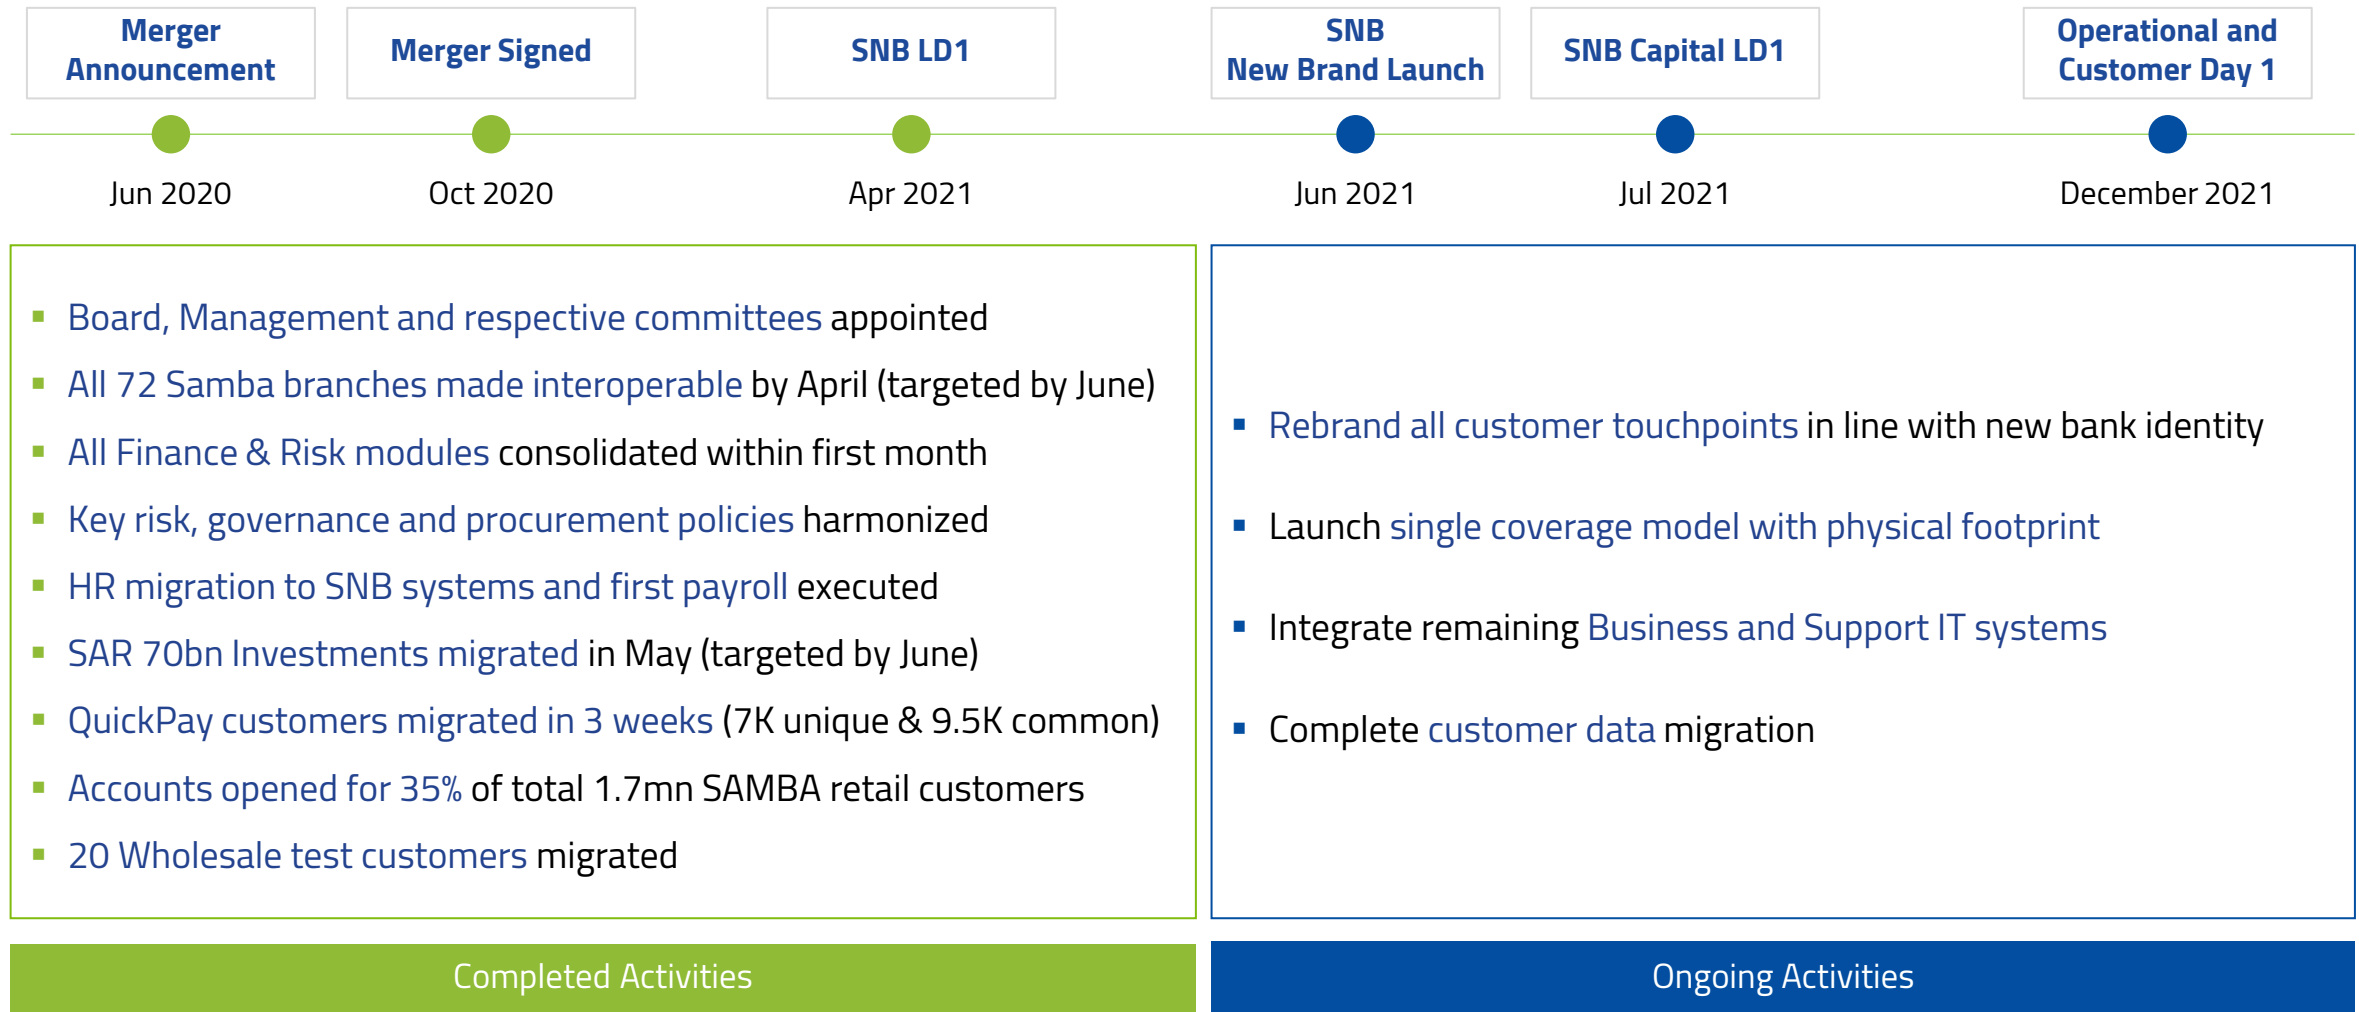 Merger
Announcement
Merger Signed
SNB LD1
SNB
New Brand Launch
SNB Capital LD1
Operational and
Customer Day 1
Jun 2020
Oct 2020
Apr 2021
Jun 2021
Jul 2021
December 2021
▪ Board, Management and respective committees appointed
▪ All 72 Samba branches made interoperable by April (targeted by June)
▪ All Finance & Risk modules consolidated within first month
▪ Key risk, governance and procurement policies harmonized
▪ HR migration to SNB systems and first payroll executed
▪ SAR 70bn Investments migrated in May (targeted by June)
▪ QuickPay customers migrated in 3 weeks (7K unique & 9.5K common)
▪ Accounts opened for 35% of total 1.7mn SAMBA retail customers
▪ 20 Wholesale test customers migrated
▪ Rebrand all customer touchpoints in line with new bank identity
▪ Launch single coverage model with physical footprint
▪ Integrate remaining Business and Support IT systems
▪ Complete customer data migration
Completed Activities
Ongoing Activities